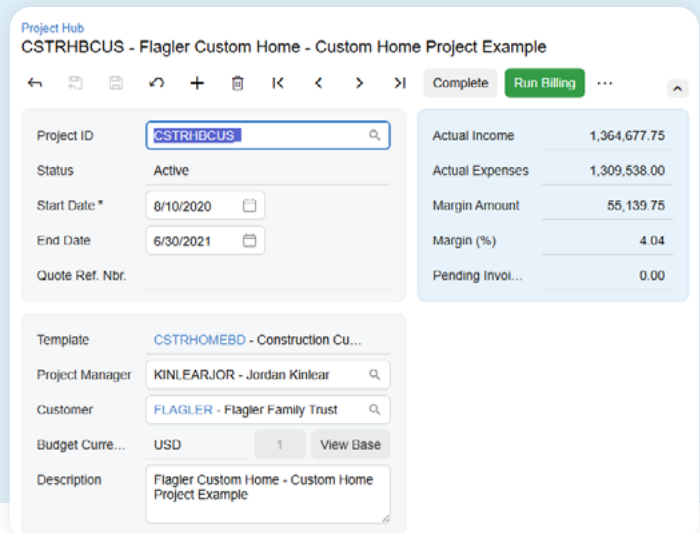 Project Hub
CSTRHBCUS - Flagler Custom Home - Custom Home Project Example
Complete
Run Billing
Project ID
CSTRHBCUS
Status
Active
Start Date *
8/10/2020
End Date
6/30/2021
Quote Ref. Nbr.
Actual Income
1,364,677.75
Actual Expenses
1,309,538.00
Margin Amount
55,139.75
Margin (%)
4.04
Pending Invoi...
0.00
Template
CSTRHOMEBD - Construction Cu...
Project Manager
KINLEARJOR - Jordan Kinlear
Customer
FLAGLER - Flagler Family Trust
Budget Curre...
USD
1
View Base
Description
Flagler Custom Home - Custom Home
Project Example